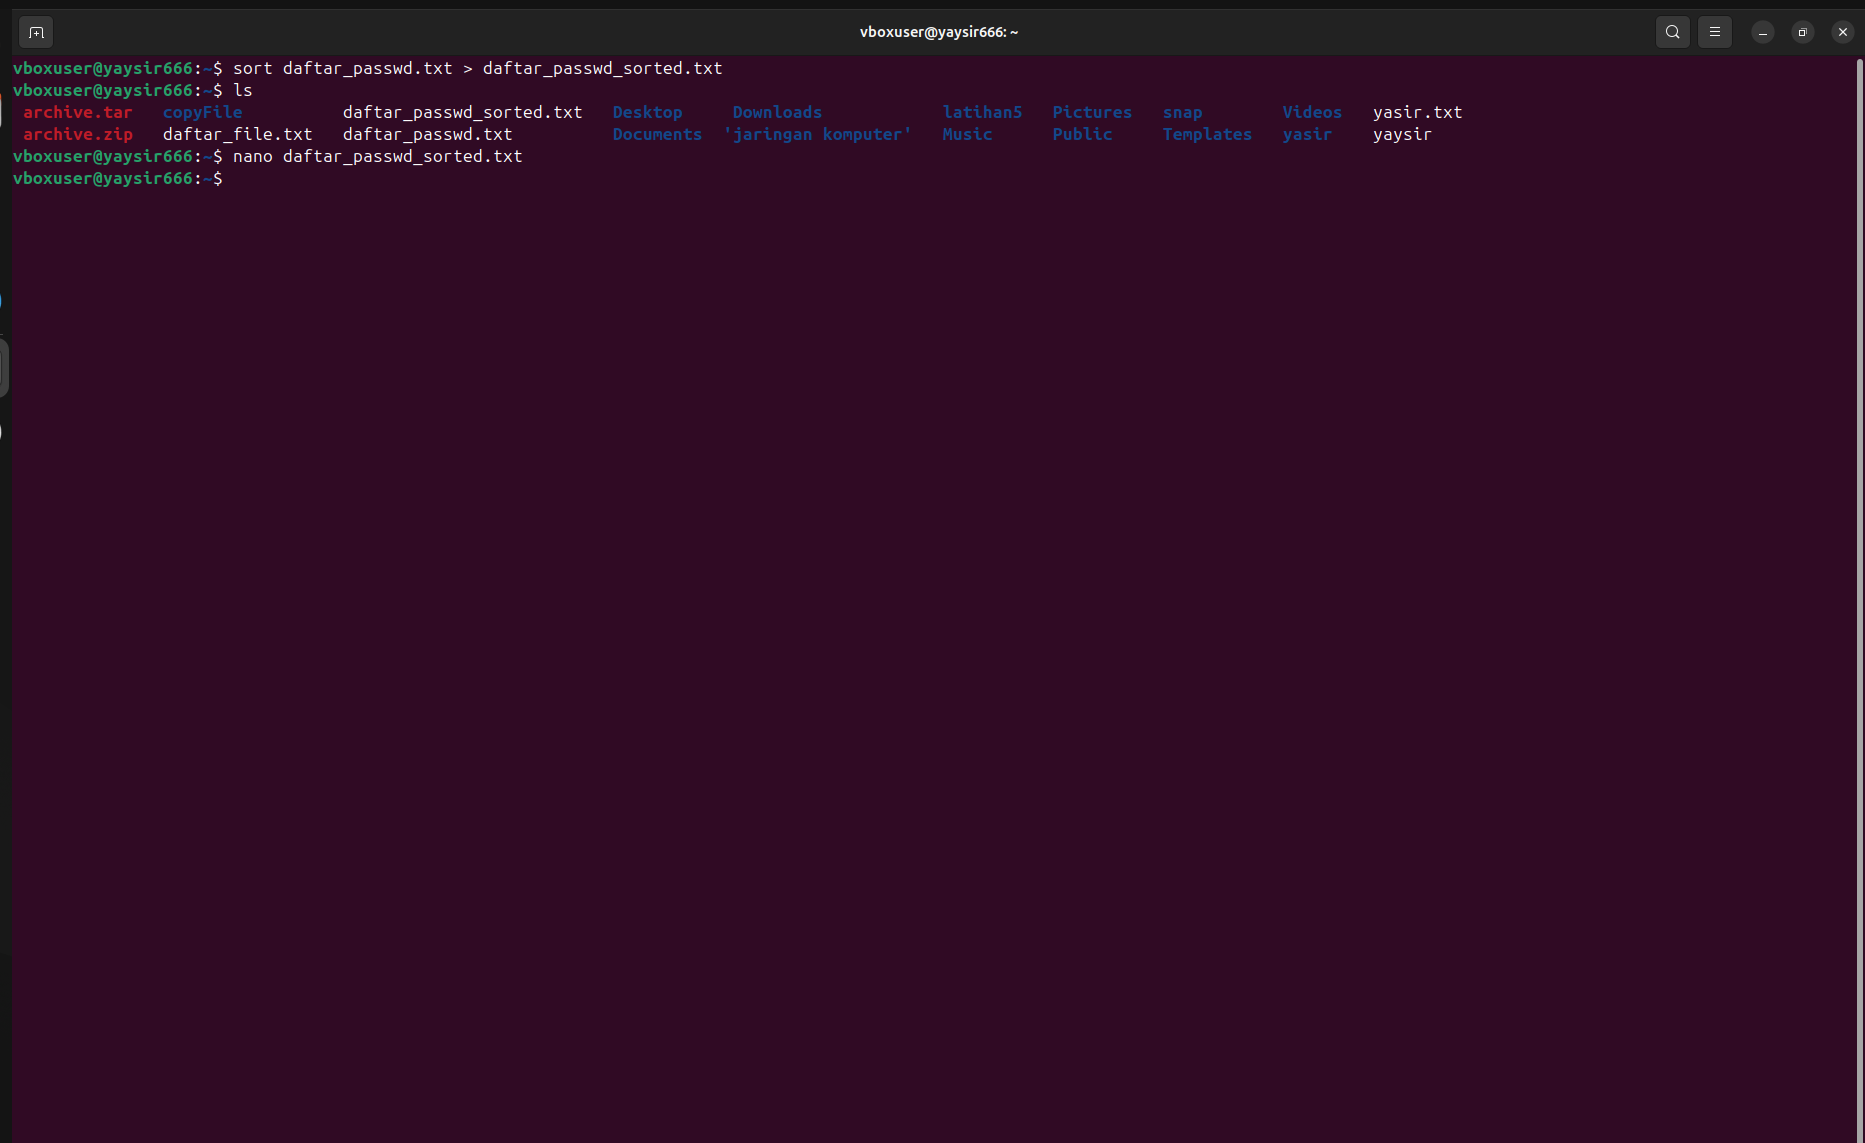 vboxuser@yaysir666: ~
vboxuser@yaysir666:~$ sort daftar_passwd.txt > daftar_passwd_sorted.txt
vboxuser@yaysir666:~$ ls
archive.tar copyFile daftar_passwd_sorted.txt Desktop Downloads latihan5 Pictures snap Videos yasir.txt
archive.zip daftar_file.txt daftar_passwd.txt Documents 'jaringan komputer' Music Public Templates yasir yaysir
vboxuser@yaysir666:~$ nano daftar_passwd_sorted.txt
vboxuser@yaysir666:~$